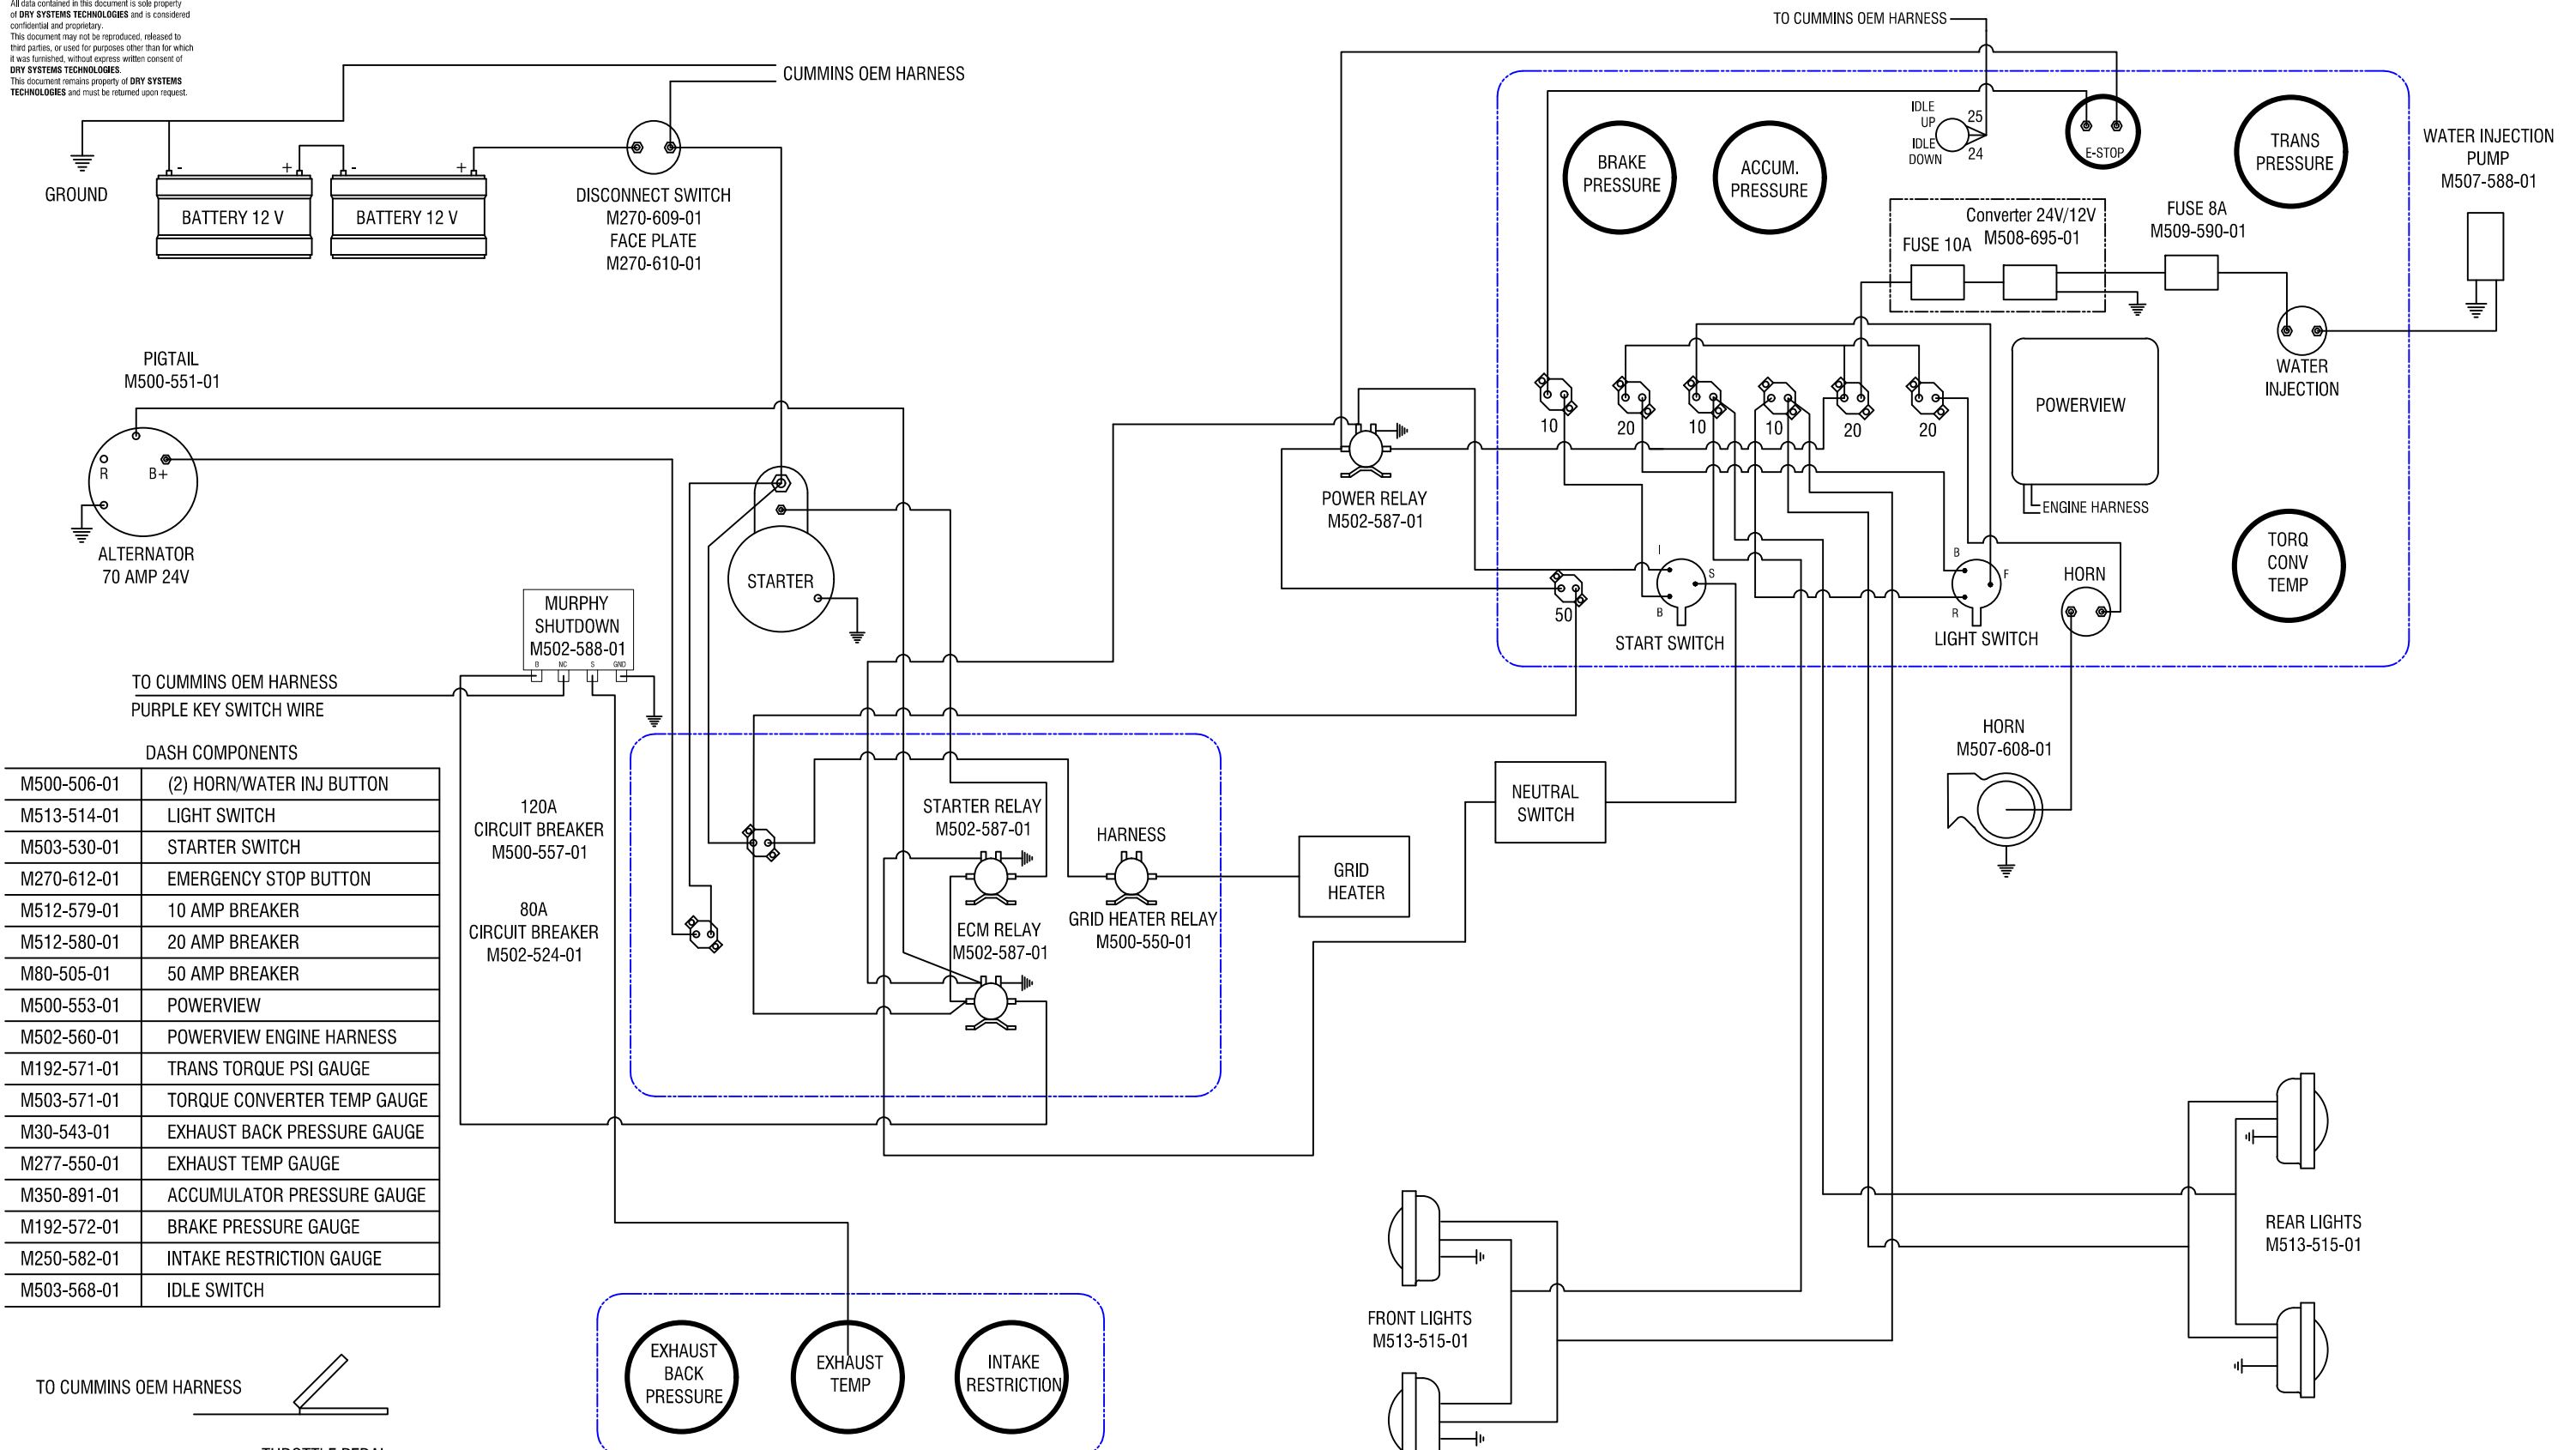 All data contained in this document is sole property
of DRY SYSTEMS TECHNOLOGIES and is considered
confidential and proprietary.
This document may not be reproduced, released to
third parties, or used for purposes other than for which
it was furnished, without express written consent of
DRY SYSTEMS TECHNOLOGIES.
This document remains property of DRY SYSTEMS
TECHNOLOGIES and must be returned upon request.
CUMMINS OEM HARNESS
GROUND
- +
BATTERY 12 V
- +
BATTERY 12 V
DISCONNECT SWITCH
M270-609-01
FACE PLATE
M270-610-01
PIGTAIL
M500-551-01
R
B+
ALTERNATOR
70 AMP 24V
STARTER
MURPHY
SHUTDOWN
M502-588-01
B NC S GND
TO CUMMINS OEM HARNESS
PURPLE KEY SWITCH WIRE
DASH COMPONENTS
M500-506-01 (2) HORN/WATER INJ BUTTON
M513-514-01 LIGHT SWITCH
M503-530-01 STARTER SWITCH
M270-612-01 EMERGENCY STOP BUTTON
M512-579-01 10 AMP BREAKER
M512-580-01 20 AMP BREAKER
M80-505-01 50 AMP BREAKER
M500-553-01 POWERVIEW
M502-560-01 POWERVIEW ENGINE HARNESS
M192-571-01 TRANS TORQUE PSI GAUGE
M503-571-01 TORQUE CONVERTER TEMP GAUGE
M30-543-01 EXHAUST BACK PRESSURE GAUGE
M277-550-01 EXHAUST TEMP GAUGE
M350-891-01 ACCUMULATOR PRESSURE GAUGE
M192-572-01 BRAKE PRESSURE GAUGE
M250-582-01 INTAKE RESTRICTION GAUGE
M503-568-01 IDLE SWITCH
120A
CIRCUIT BREAKER
M500-557-01
80A
CIRCUIT BREAKER
M502-524-01
STARTER RELAY
M502-587-01
HARNESS
ECM RELAY
M502-587-01
GRID HEATER RELAY
M500-550-01
GRID
HEATER
NEUTRAL
SWITCH
TO CUMMINS OEM HARNESS
THROTTLE PEDAL
EXHAUST
BACK
PRESSURE
EXHAUST
TEMP
INTAKE
RESTRICTION
TO CUMMINS OEM HARNESS
BRAKE
PRESSURE
ACCUM.
PRESSURE
IDLE
UP
25
IDLE
DOWN
24
E-STOP
TRANS
PRESSURE
WATER INJECTION
PUMP
M507-588-01
Converter 24V/12V
M508-695-01
FUSE 10A
FUSE 8A
M509-590-01
WATER
INJECTION
POWERVIEW
ENGINE HARNESS
10
20
10
10
20
20
POWER RELAY
M502-587-01
50
I
S
B
START SWITCH
B
F
R
LIGHT SWITCH
HORN
TORQ
CONV
TEMP
HORN
M507-608-01
FRONT LIGHTS
M513-515-01
REAR LIGHTS
M513-515-01